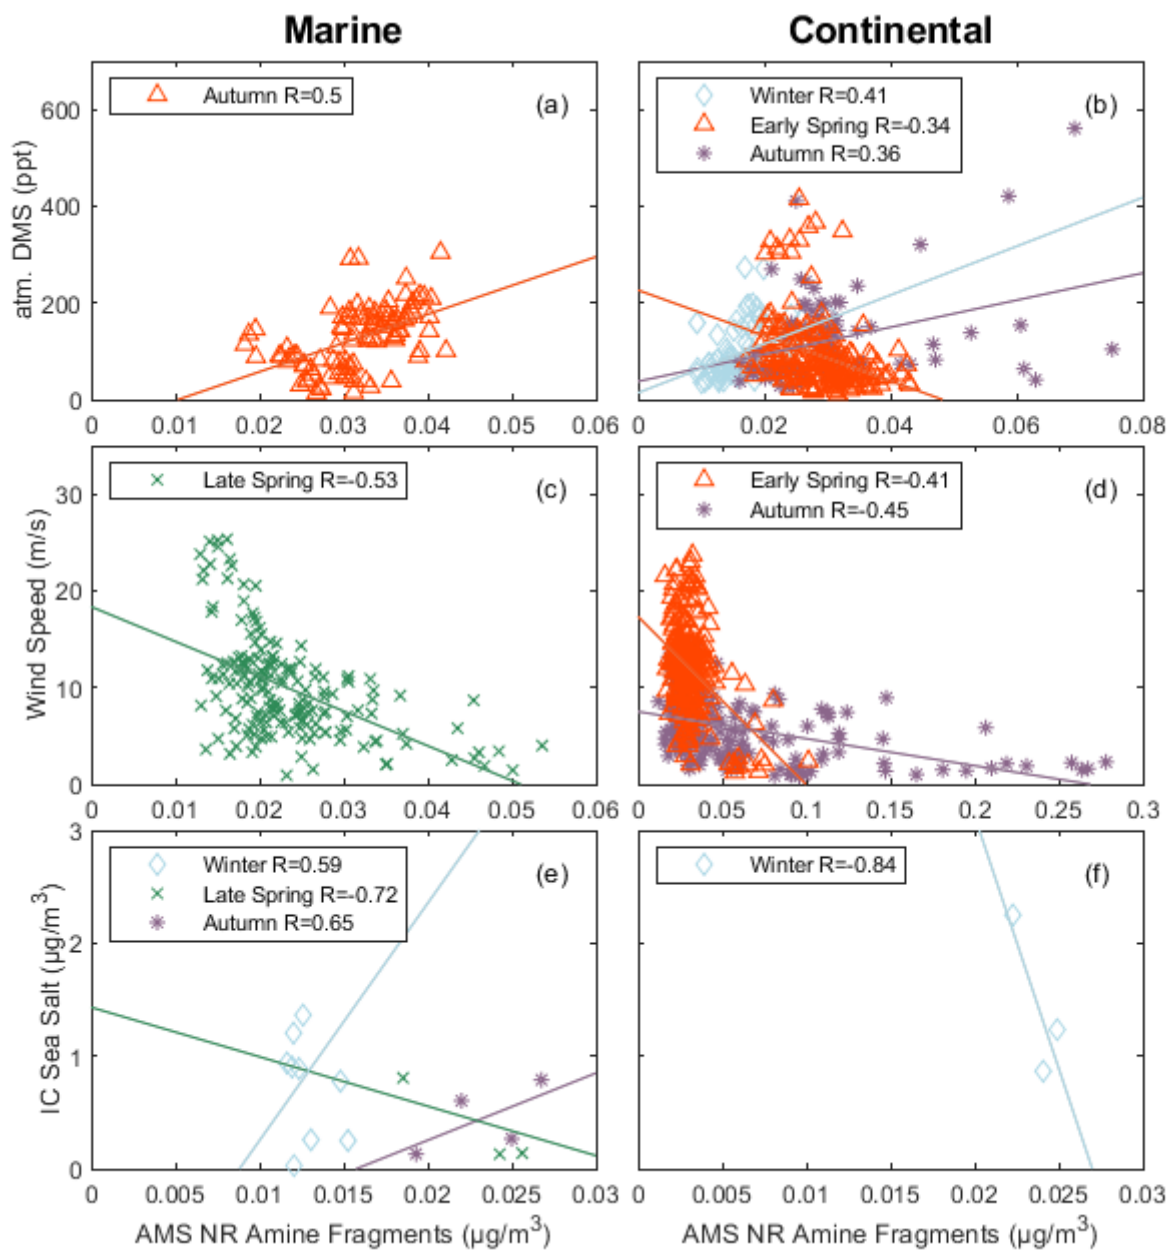 Marine
Continental
Autumn R=0.5
(a)
600
400
200
0
atm. DMS (ppt)
0 0.01 0.02 0.03 0.04 0.05 0.06
Winter R=0.41
Early Spring R=-0.34
Autumn R=0.36
(b)
0 0.02 0.04 0.06 0.08
Late Spring R=-0.53
(c)
30
20
10
0
Wind Speed (m/s)
0 0.01 0.02 0.03 0.04 0.05 0.06
Early Spring R=-0.41
Autumn R=-0.45
(d)
0 0.05 0.1 0.15 0.2 0.25 0.3
Winter R=0.59
Late Spring R=-0.72
Autumn R=0.65
(e)
3
2
1
0
IC Sea Salt (µg/m³)
0 0.005 0.01 0.015 0.02 0.025 0.03
AMS NR Amine Fragments (µg/m³)
Winter R=-0.84
(f)
0 0.005 0.01 0.015 0.02 0.025 0.03
AMS NR Amine Fragments (µg/m³)